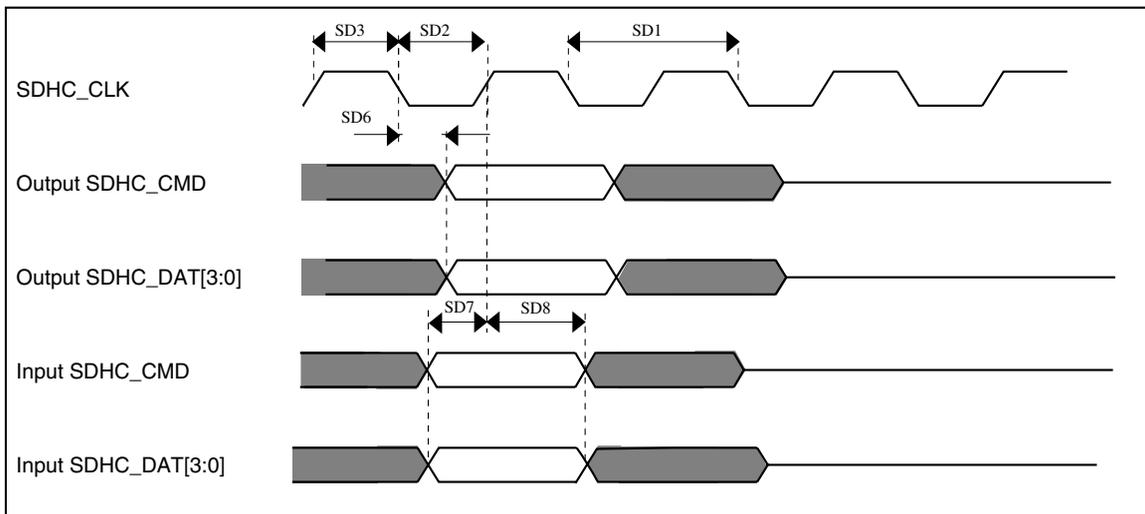 SD3 SD2 SD1
SDHC_CLK
SD6
Output SDHC_CMD
Output SDHC_DAT[3:0]
SD7 SD8
Input SDHC_CMD
Input SDHC_DAT[3:0]